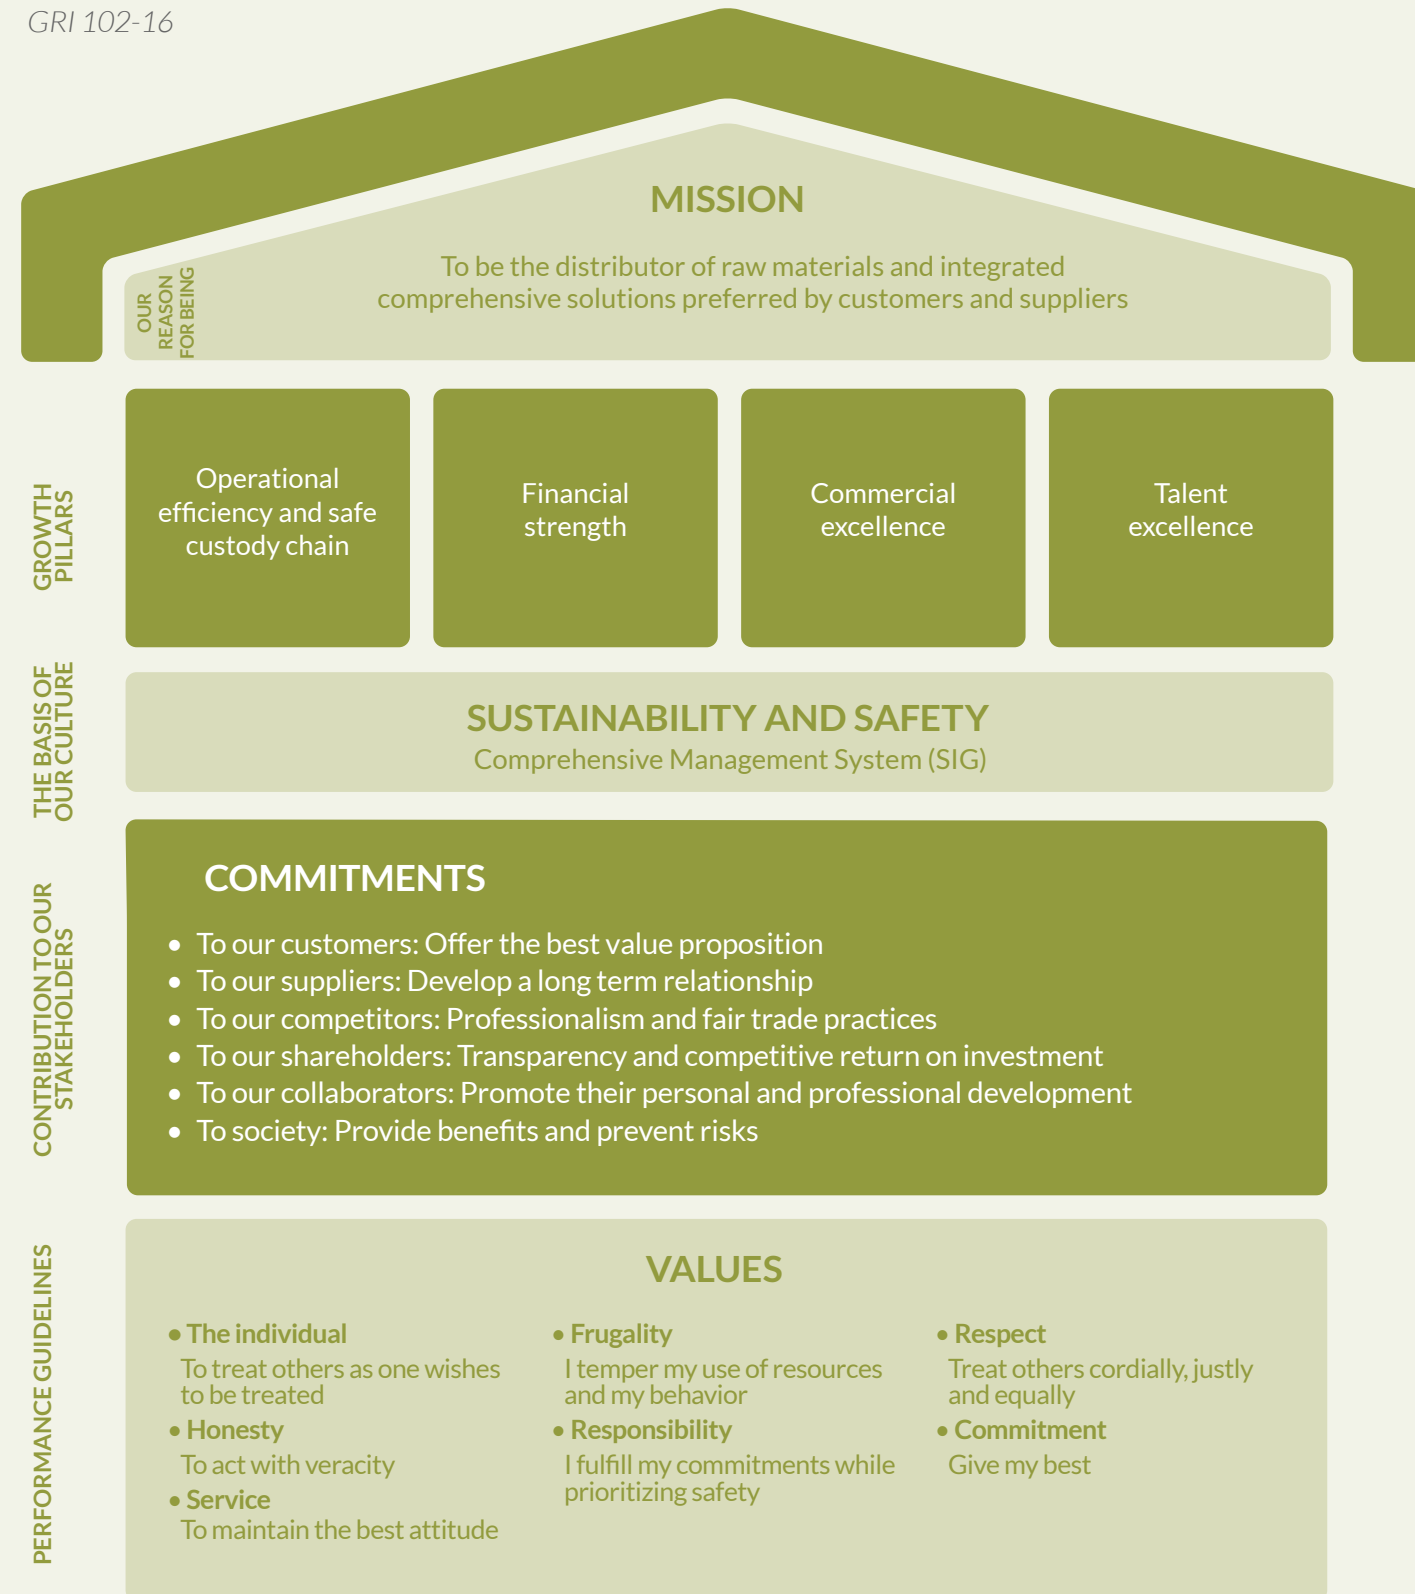 GRI 102-16
MISSION
To be the distributor of raw materials and integrated
comprehensive solutions preferred by customers and suppliers
OUR
REASON
FOR BEING
GROWTH
PILLARS
Operational
efficiency and safe
custody chain
Financial
strength
Commercial
excellence
Talent
excellence
THE BASIS OF
OUR CULTURE
SUSTAINABILITY AND SAFETY
Comprehensive Management System (SIG)
CONTRIBUTION TO OUR
STAKEHOLDERS
COMMITMENTS
• To our customers: Offer the best value proposition
• To our suppliers: Develop a long term relationship
• To our competitors: Professionalism and fair trade practices
• To our shareholders: Transparency and competitive return on investment
• To our collaborators: Promote their personal and professional development
• To society: Provide benefits and prevent risks
PERFORMANCE GUIDELINES
VALUES
• The individual
To treat others as one wishes
to be treated
• Honesty
To act with veracity
• Service
To maintain the best attitude
• Frugality
I temper my use of resources
and my behavior
• Responsibility
I fulfill my commitments while
prioritizing safety
• Respect
Treat others cordially, justly
and equally
• Commitment
Give my best